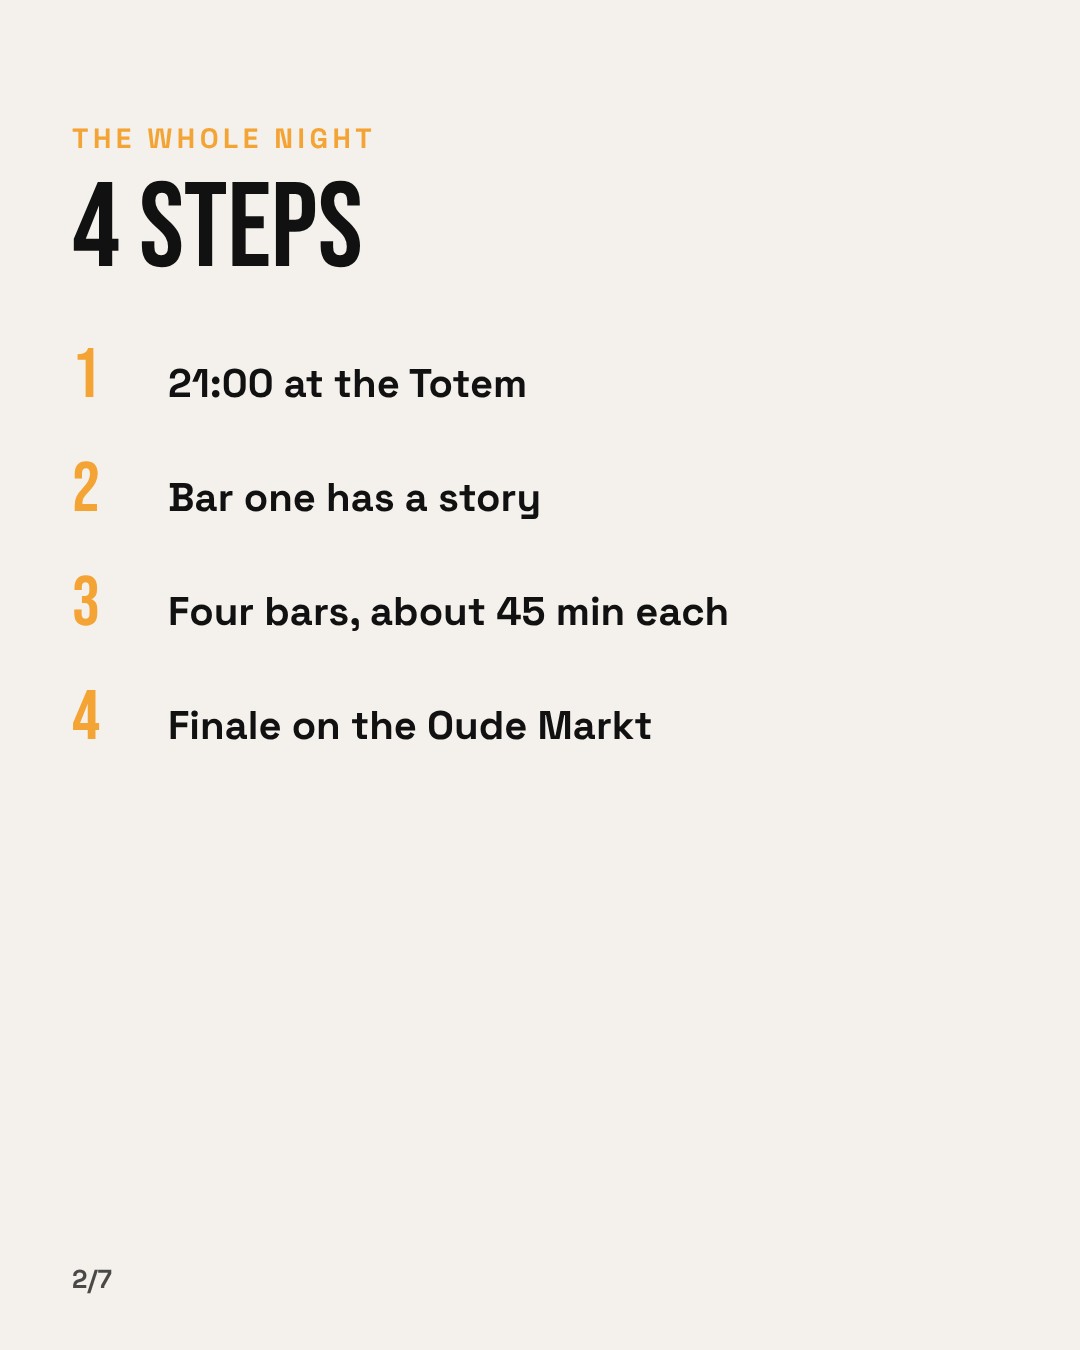 THE WHOLE NIGHT
4 STEPS
1 21:00 at the Totem
2 Bar one has a story
3 Four bars, about 45 min each
4 Finale on the Oude Markt
2/7